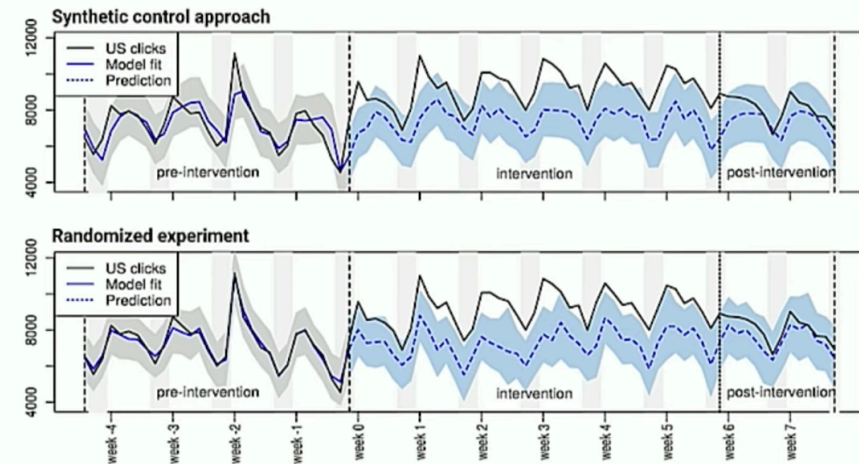 Synthetic control approach
12000
8000
4000
US clicks
Model fit
Prediction
pre-intervention
intervention
post-intervention
Randomized experiment
12000
8000
4000
US clicks
Model fit
Prediction
pre-intervention
intervention
post-intervention
week -4
week -3
week -2
week -1
week 0
week 1
week 2
week 3
week 4
week 5
week 6
week 7